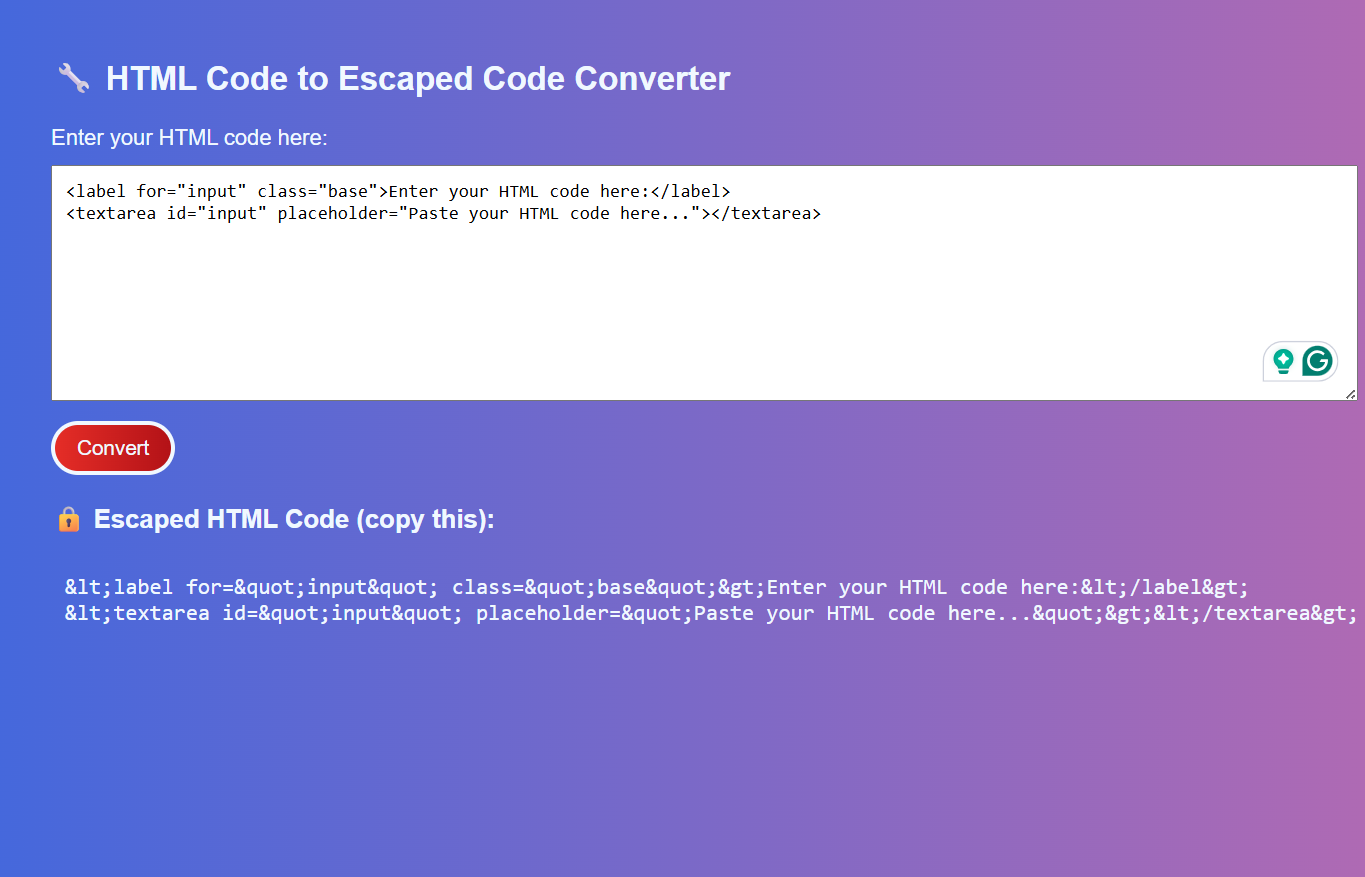 🔧 HTML Code to Escaped Code Converter
Enter your HTML code here:
<label for="input" class="base">Enter your HTML code here:</label>
<textarea id="input" placeholder="Paste your HTML code here..."></textarea>
G
Convert
🔒 Escaped HTML Code (copy this):
&lt;label for=&quot;input&quot; class=&quot;base&quot;&gt;Enter your HTML code here:&lt;/label&gt;
&lt;textarea id=&quot;input&quot; placeholder=&quot;Paste your HTML code here...&quot;&gt;&lt;/textarea&gt;